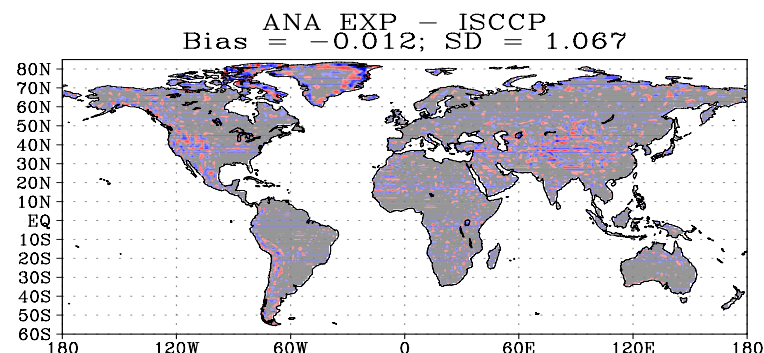 ANA EXP − ISCCP
Bias = −0.012; SD = 1.067
80N
70N
60N
50N
40N
30N
20N
10N
EQ
10S
20S
30S
40S
50S
60S
180 120W 60W 0 60E 120E 180